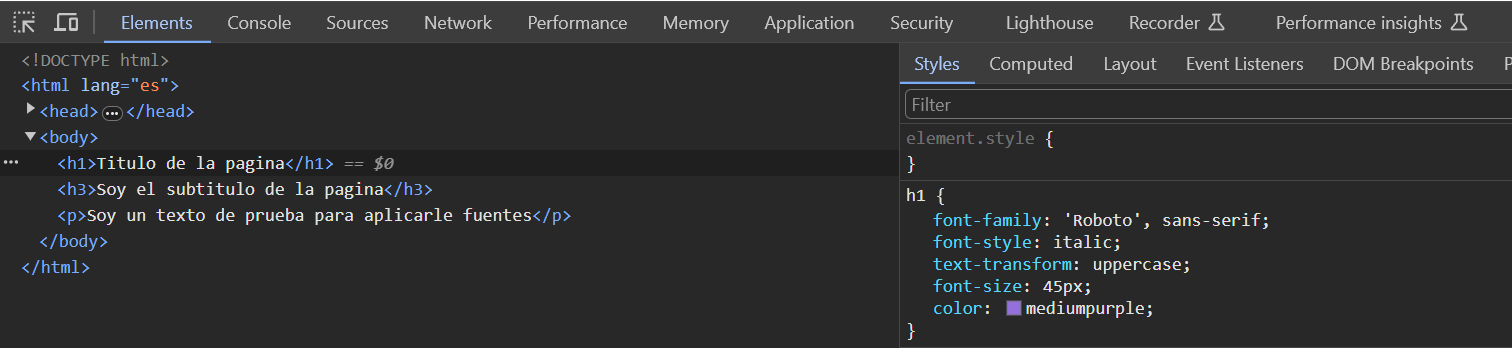 Elements Console Sources Network Performance Memory Application Security Lighthouse Recorder Performance insights
<!DOCTYPE html>
<html lang="es">
<head> ••• </head>
<body>
••• <h1>Titulo de la pagina</h1> == $0
<h3>Soy el subtitulo de la pagina</h3>
<p>Soy un texto de prueba para aplicarle fuentes</p>
</body>
</html>
Styles Computed Layout Event Listeners DOM Breakpoints
Filter
element.style {
}
h1 {
font-family: 'Roboto', sans-serif;
font-style: italic;
text-transform: uppercase;
font-size: 45px;
color: mediumpurple;
}